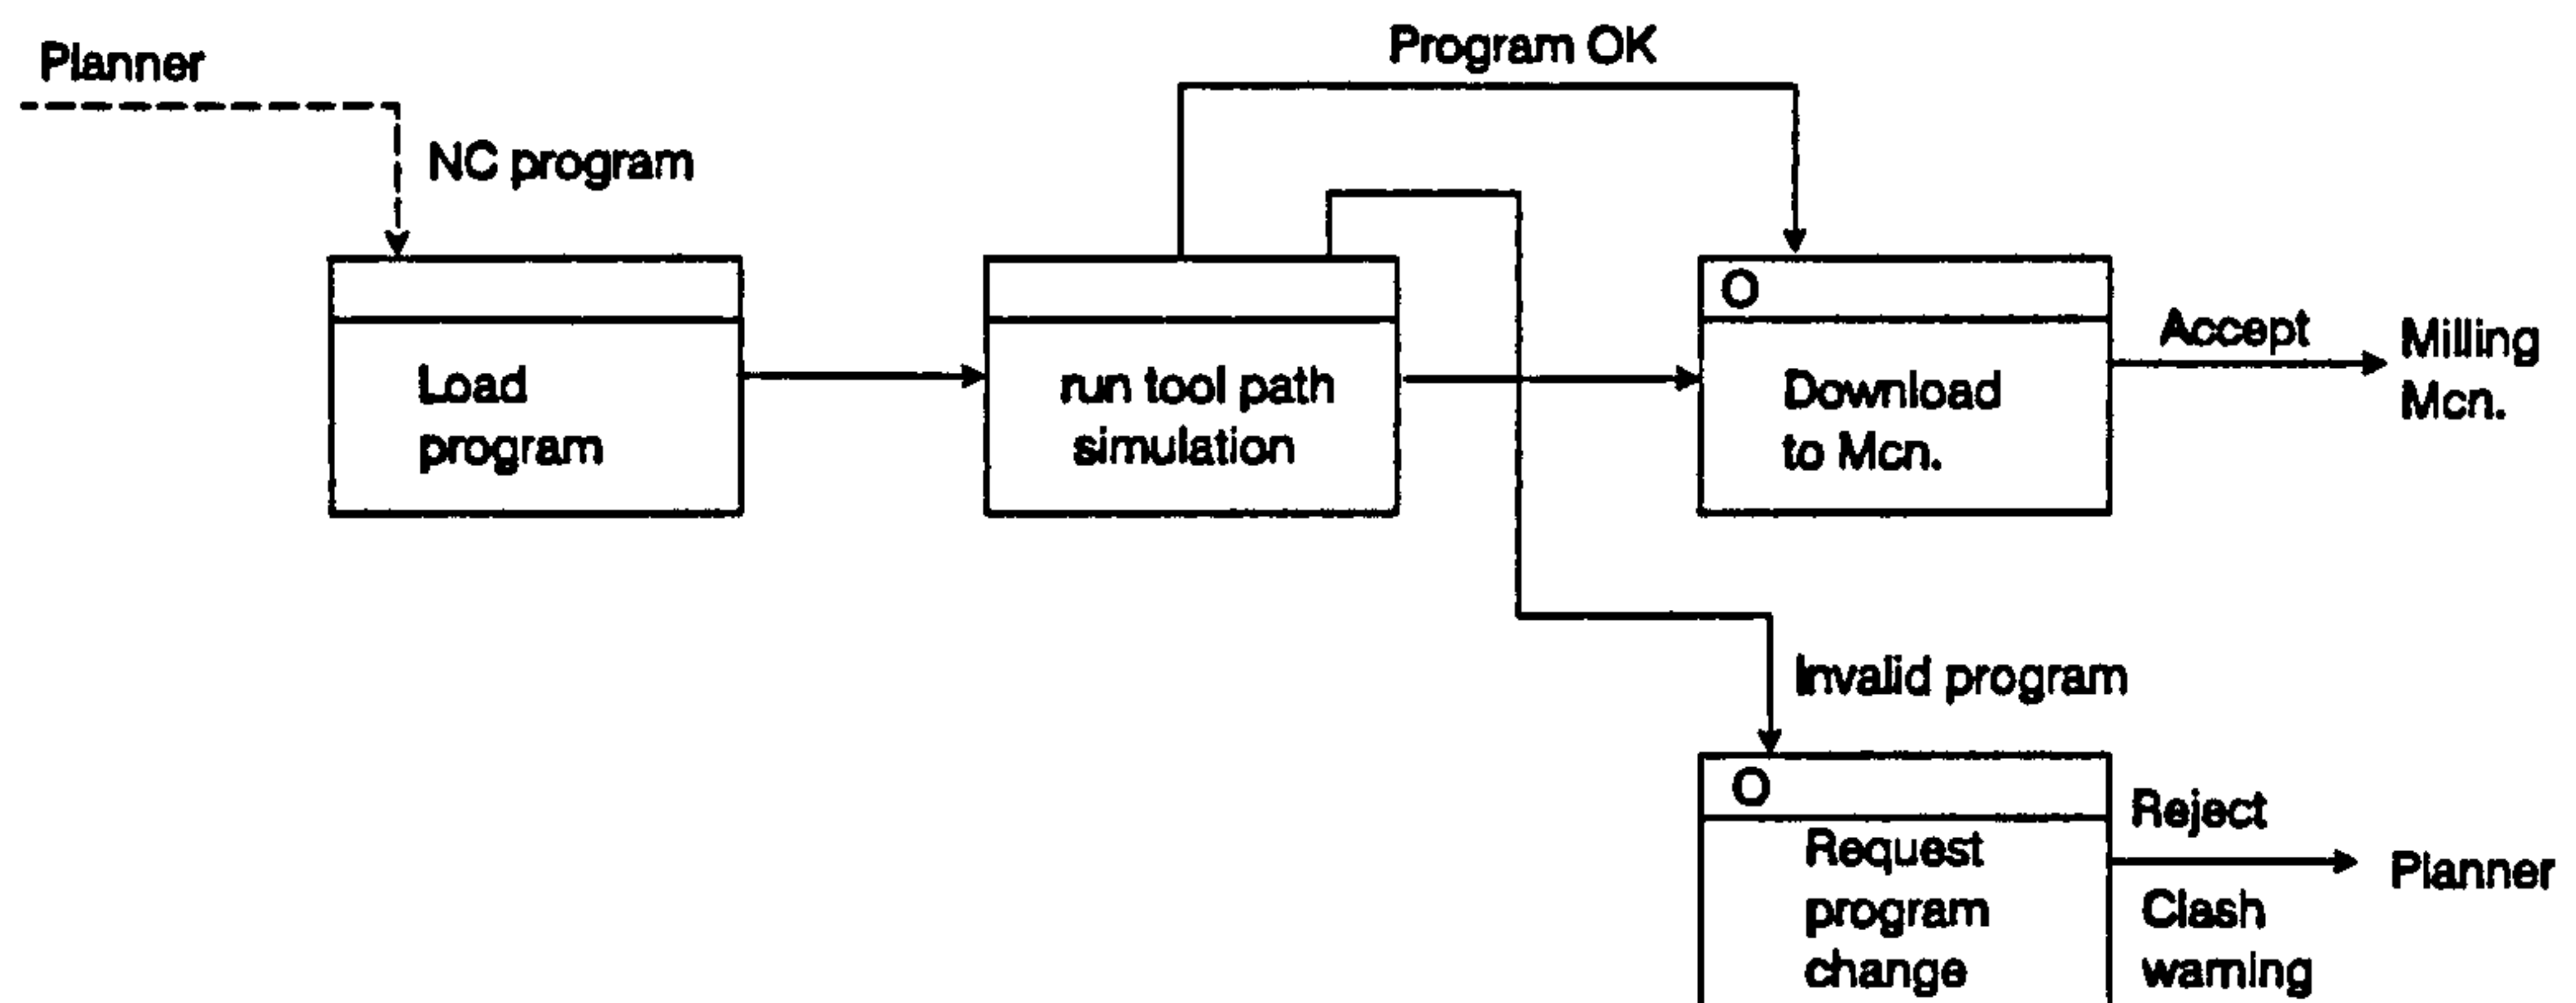 Planner
NC program
Program OK
Load
program
run tool path
simulation
O
Download
to Mcn.
Accept
Milling
Mcn.
Invalid program
O
Request
program
change
Reject
Clash
warning
Planner